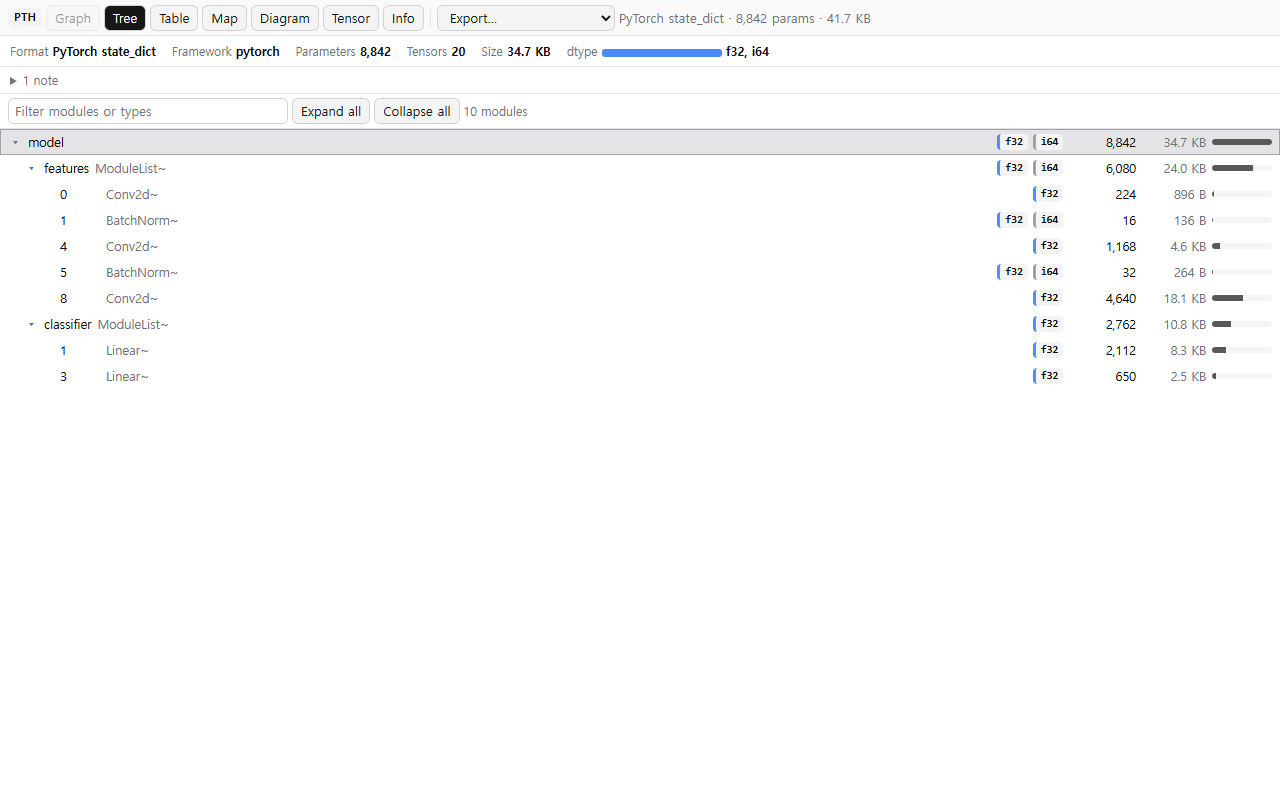 PTH Graph Tree Table Map Diagram Tensor Info Export... PyTorch state_dict · 8,842 params · 41.7 KB
Format PyTorch state_dict Framework pytorch Parameters 8,842 Tensors 20 Size 34.7 KB dtype f32, i64
▶ 1 note
Filter modules or types Expand all Collapse all 10 modules
model f32 i64 8,842 34.7 KB
features ModuleList~ f32 i64 6,080 24.0 KB
0 Conv2d~ f32 224 896 B
1 BatchNorm~ f32 i64 16 136 B
4 Conv2d~ f32 1,168 4.6 KB
5 BatchNorm~ f32 i64 32 264 B
8 Conv2d~ f32 4,640 18.1 KB
classifier ModuleList~ f32 2,762 10.8 KB
1 Linear~ f32 2,112 8.3 KB
3 Linear~ f32 650 2.5 KB